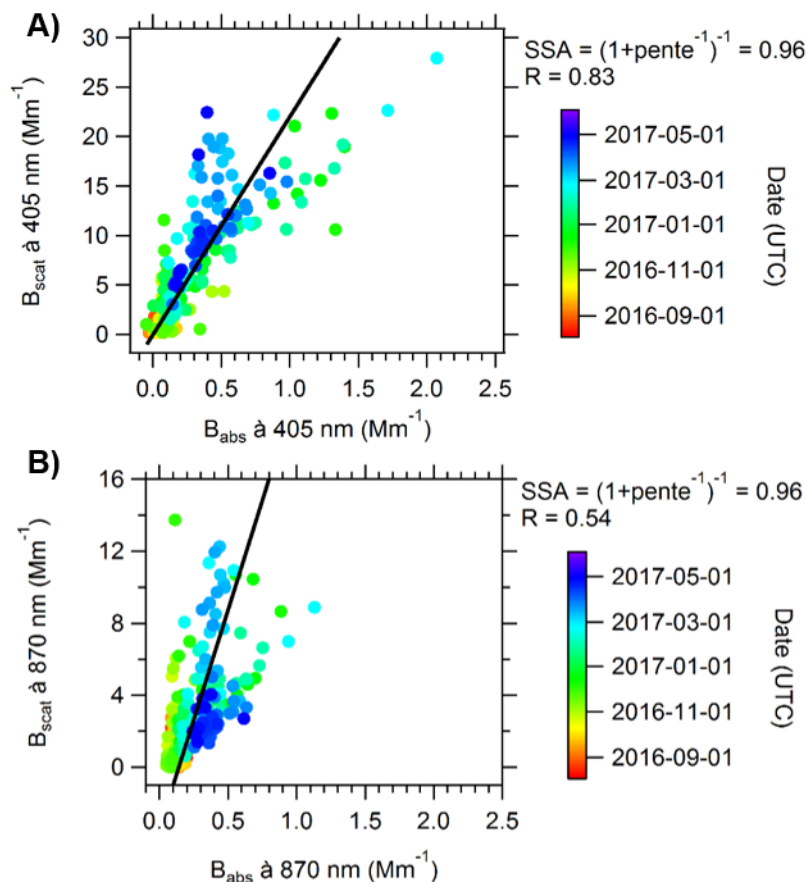 A)
SSA = (1+pente⁻¹)⁻¹ = 0.96
R = 0.83
30
25
20
15
10
5
0
B_scat à 405 nm (Mm⁻¹)
0.0 0.5 1.0 1.5 2.0 2.5
B_abs à 405 nm (Mm⁻¹)
2017-05-01
2017-03-01
2017-01-01
2016-11-01
2016-09-01
Date (UTC)
B)
SSA = (1+pente⁻¹)⁻¹ = 0.96
R = 0.54
16
12
8
4
0
B_scat à 870 nm (Mm⁻¹)
0.0 0.5 1.0 1.5 2.0 2.5
B_abs à 870 nm (Mm⁻¹)
2017-05-01
2017-03-01
2017-01-01
2016-11-01
2016-09-01
Date (UTC)